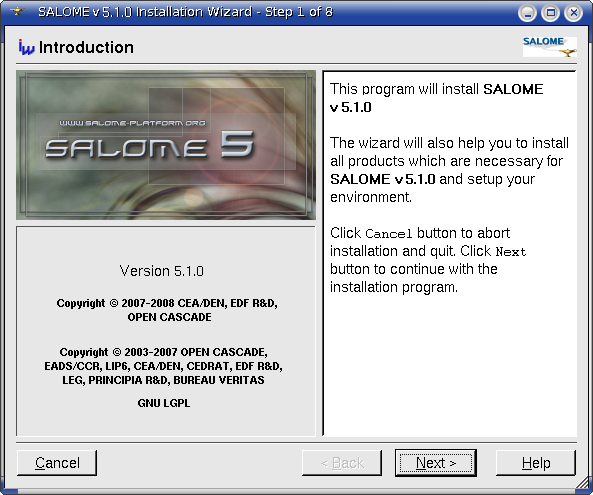 SALOME v 5.1.0 Installation Wizard - Step 1 of 8
iw Introduction
SALOME
WWW.SALOME-PLATFORM.ORG
SALOME 5
Version 5.1.0
Copyright © 2007-2008 CEA/DEN, EDF R&D,
OPEN CASCADE
Copyright © 2003-2007 OPEN CASCADE,
EADS/CCR, LIP6, CEA/DEN, CEDRAT, EDF R&D,
LEG, PRINCIPIA R&D, BUREAU VERITAS
GNU LGPL
This program will install SALOME
v 5.1.0
The wizard will also help you to install
all products which are necessary for
SALOME v 5.1.0 and setup your
environment.
Click Cancel button to abort
installation and quit. Click Next
button to continue with the
installation program.
Cancel
< Back
Next >
Help